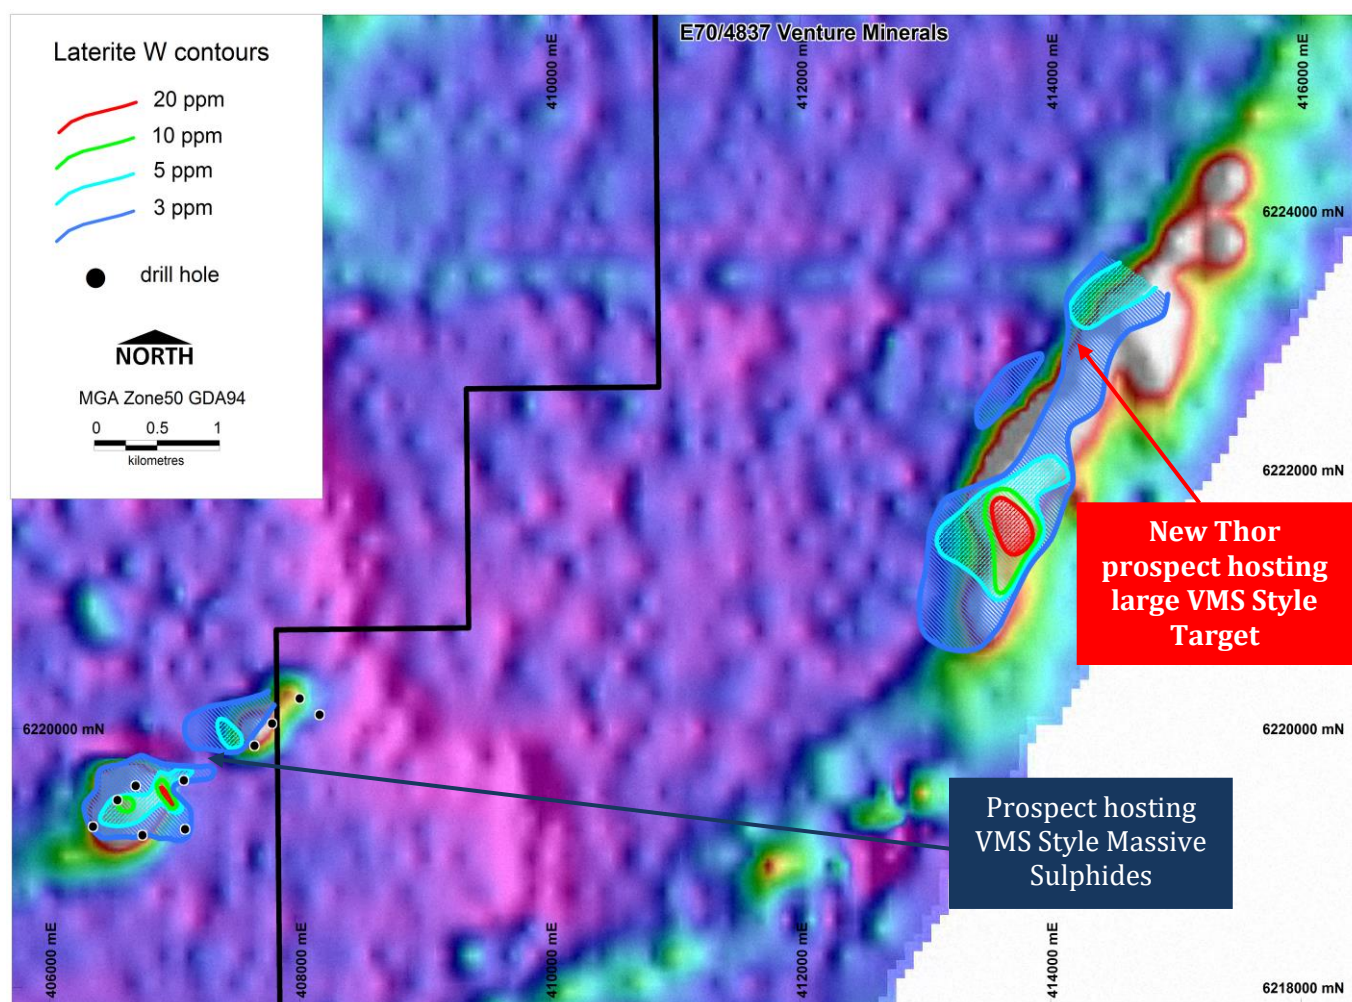 E70/4837 Venture Minerals
Laterite W contours
20 ppm
10 ppm
5 ppm
3 ppm
drill hole
NORTH
MGA Zone50 GDA94
0 0.5 1
kilometres
410000 mE
412000 mE
414000 mE
416000 mE
6224000 mN
6222000 mN
New Thor
prospect hosting
large VMS Style
Target
6220000 mN
6220000 mN
Prospect hosting
VMS Style Massive
Sulphides
406000 mE
408000 mE
410000 mE
412000 mE
414000 mE
6218000 mN